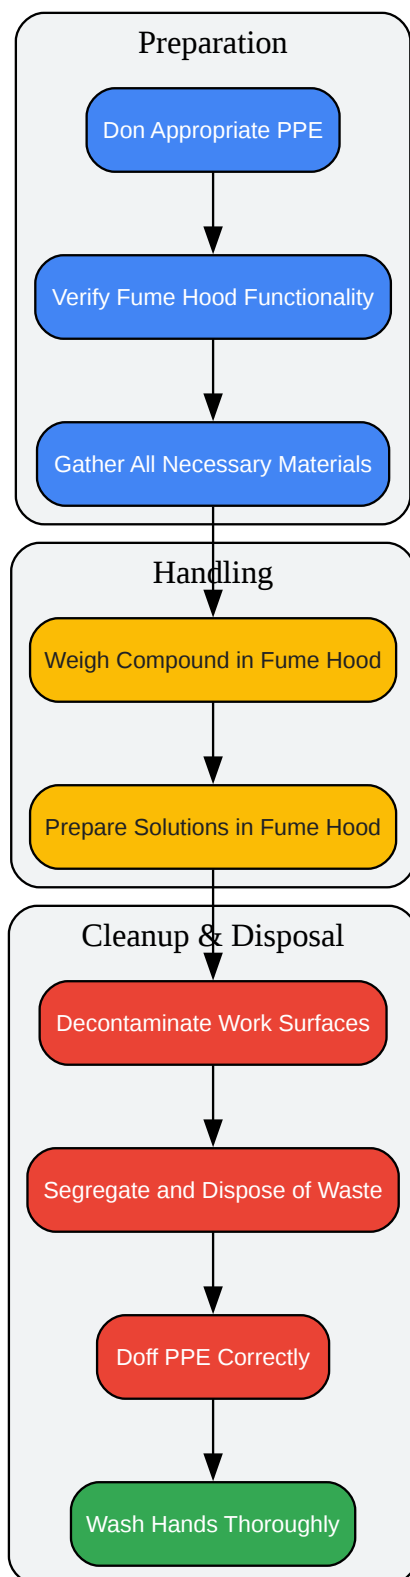 Preparation
Don Appropriate PPE
Verify Fume Hood Functionality
Gather All Necessary Materials
Handling
Weigh Compound in Fume Hood
Prepare Solutions in Fume Hood
Cleanup & Disposal
Decontaminate Work Surfaces
Segregate and Dispose of Waste
Doff PPE Correctly
Wash Hands Thoroughly